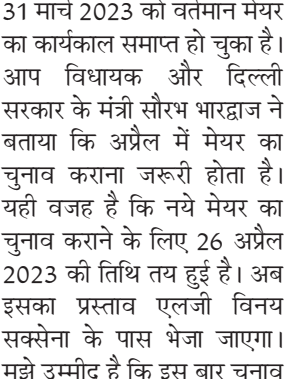 31 मार्च 2023 को वर्तमान मेयर
का कार्यकाल समाप्त हो चुका है।
आप विधायक और दिल्ली
सरकार के मंत्री सौरभ भारद्वाज ने
बताया कि अप्रैल में मेयर का
चुनाव कराना जरूरी होता है।
यही वजह है कि नये मेयर का
चुनाव कराने के लिए 26 अप्रैल
2023 की तिथि तय हुई है। अब
इसका प्रस्ताव एलजी विनय
सक्सेना के पास भेजा जाएगा।
मुझे उम्मीद है कि इस बार चुनाव